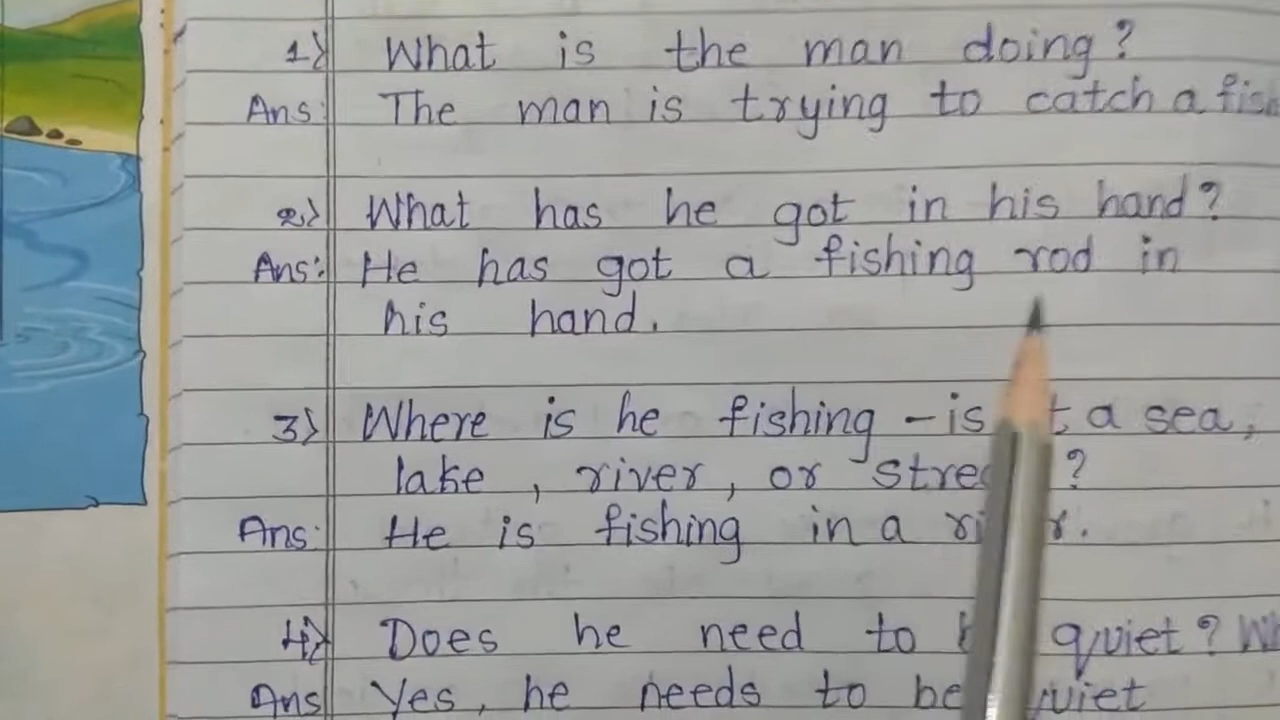 1) What is the man doing?
Ans: The man is trying to catch a
2) What has he got in his hand?
Ans: He has got a fishing rod in
his hand.
3) Where is he fishing - is a sea,
lake, river, or ?
Ans: He is fishing in a
4) Does he need to quiet?
Ans Yes, he needs to be quiet